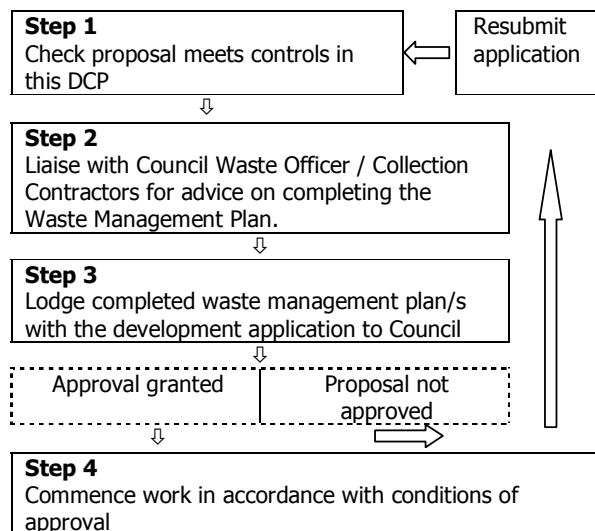 Step 1
Check proposal meets controls in
this DCP
Resubmit
application
Step 2
Liaise with Council Waste Officer / Collection
Contractors for advice on completing the
Waste Management Plan.
Step 3
Lodge completed waste management plan/s
with the development application to Council
Approval granted
Proposal not
approved
Step 4
Commence work in accordance with conditions of
approval